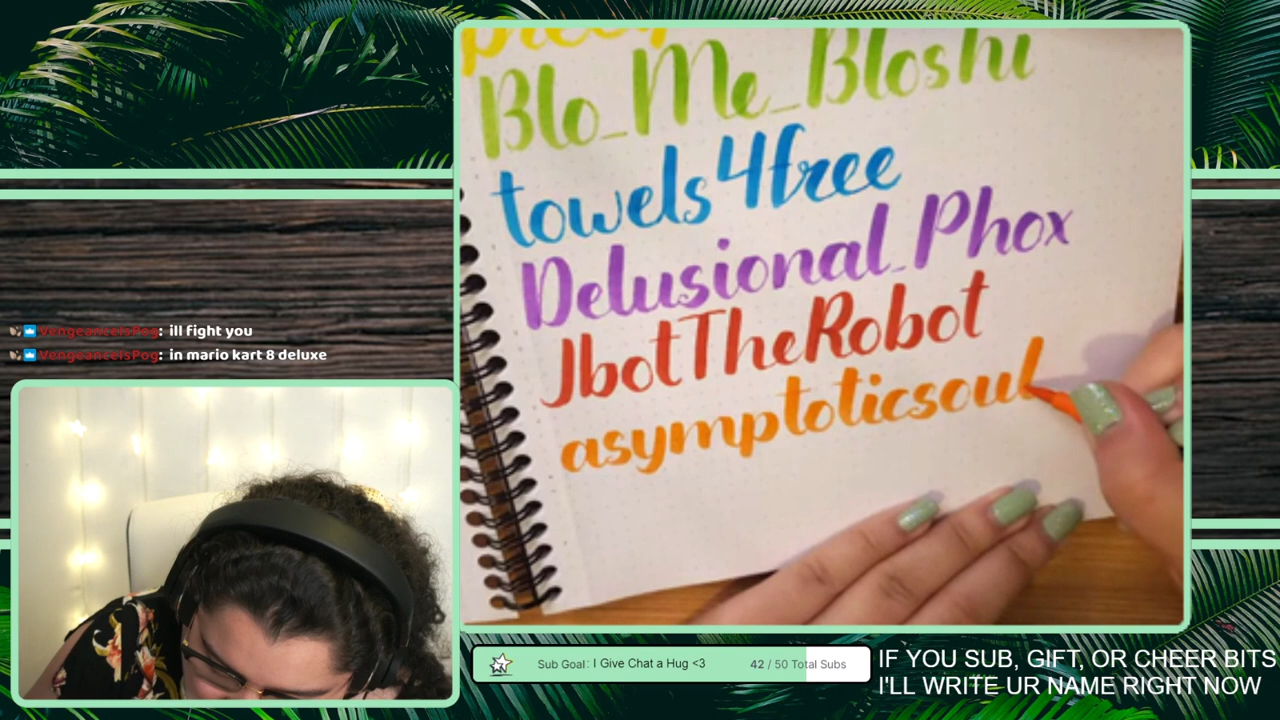 Blo_Me_Bloshi
towels4free
Delusional_Phox
JbotTheRobot
asymptoticsoul
VengeanceIsPog: ill fight you
VengeanceIsPog: in mario kart 8 deluxe
Sub Goal: I Give Chat a Hug <3 42 / 50 Total Subs
IF YOU SUB, GIFT, OR CHEER BITS
I'LL WRITE UR NAME RIGHT NOW